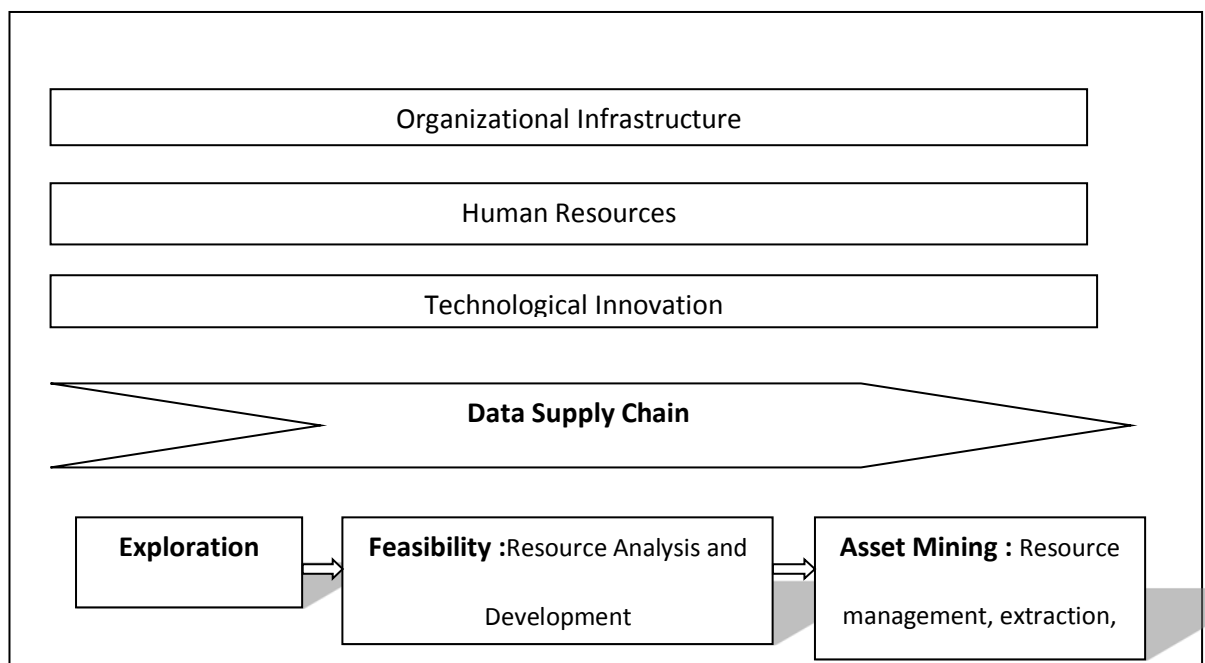 Organizational Infrastructure
Human Resources
Technological Innovation
Data Supply Chain
Exploration
Feasibility :Resource Analysis and
Development
Asset Mining : Resource
management, extraction,